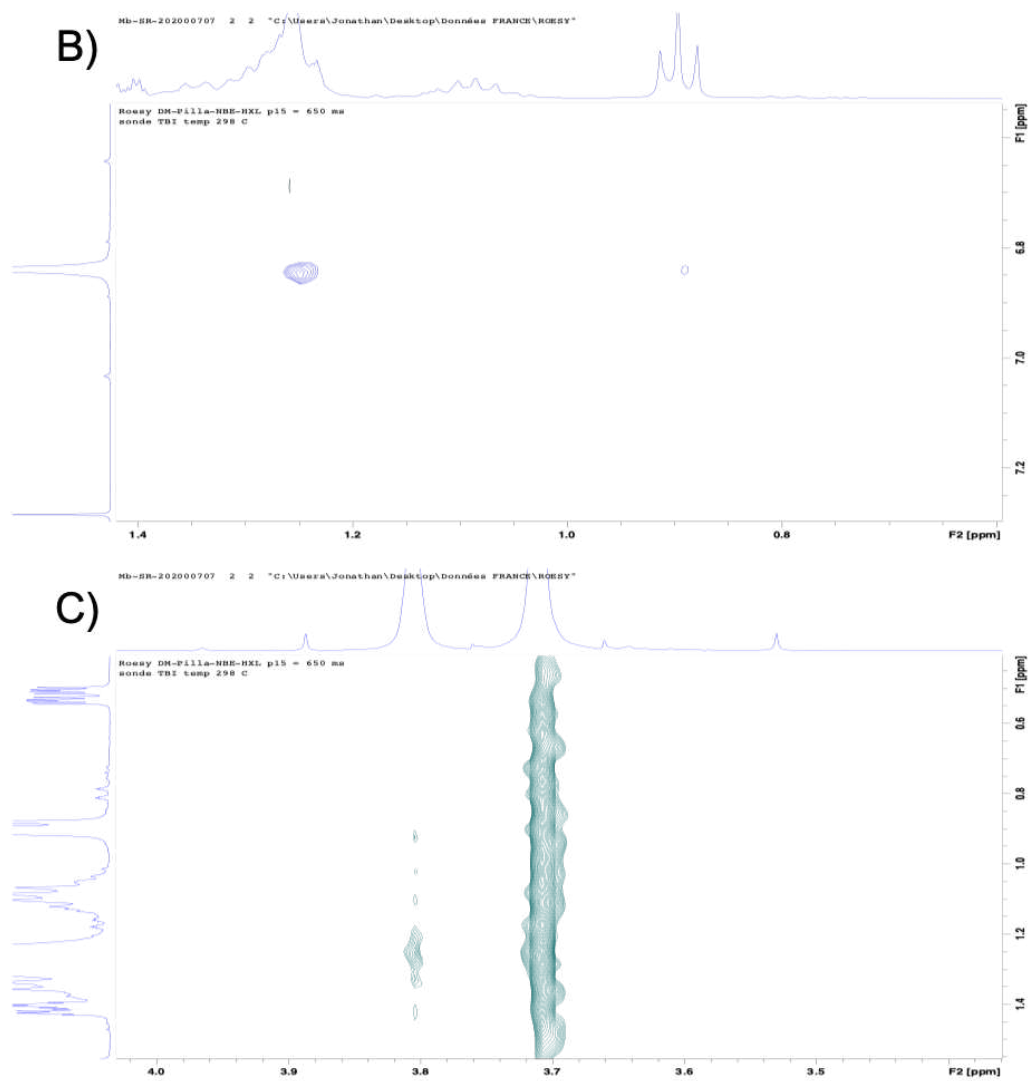 B)
Mb-SR-202000707 2 2 "C:\Users\Jonathan\Desktop\Données FRANCE\ROESY"
Roesy DM-Pilla-NBE-HXL p15 = 650 ms
sonde TBI temp 298 C
F1 [ppm]
6.8
7.0
7.2
1.4 1.2 1.0 0.8 F2 [ppm]
C)
Mb-SR-202000707 2 2 "C:\Users\Jonathan\Desktop\Données FRANCE\ROESY"
Roesy DM-Pilla-NBE-HXL p15 = 650 ms
sonde TBI temp 298 C
F1 [ppm]
0.6
0.8
1.0
1.2
1.4
4.0 3.9 3.8 3.7 3.6 3.5 F2 [ppm]